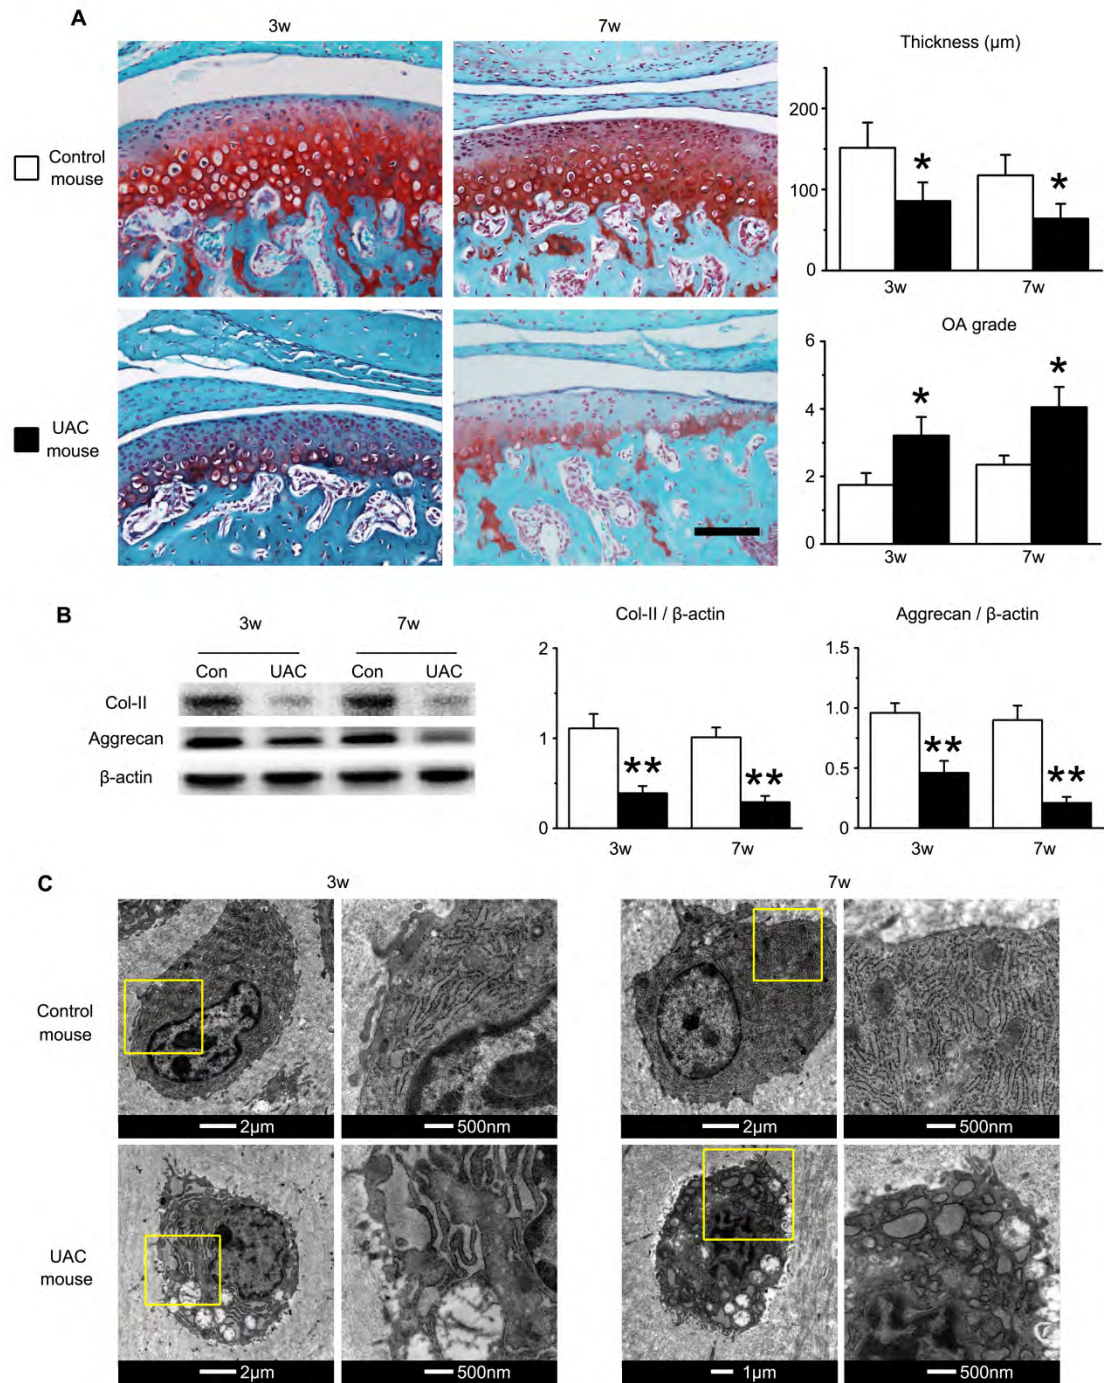 A
3w
7w
Control
mouse
UAC
mouse
Thickness (μm)
200
100
0
3w
7w
*
*
OA grade
6
4
2
0
3w
7w
*
*
B
3w
7w
Con
UAC
Con
UAC
Col-II
Aggrecan
β-actin
Col-II / β-actin
2
1
0
**
**
3w
7w
Aggrecan / β-actin
1.5
1.0
0.5
0
**
**
3w
7w
C
3w
7w
Control
mouse
2μm
500nm
2μm
500nm
UAC
mouse
2μm
500nm
1μm
500nm